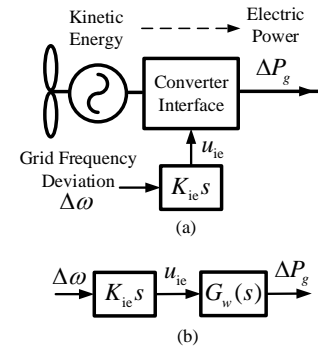 Kinetic Energy
Electric Power
Converter Interface
ΔP_g
u_ie
Grid Frequency Deviation
Δω
K_ie s
(a)
Δω
K_ie s
u_ie
G_w(s)
ΔP_g
(b)